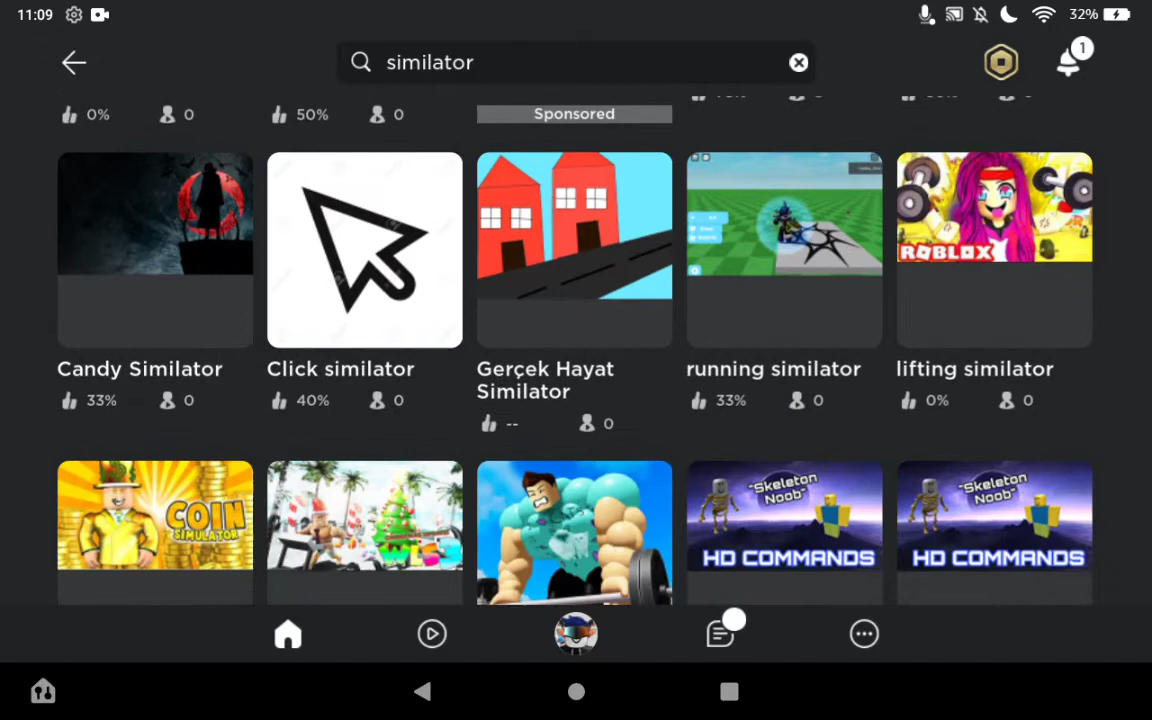 11:09 32%
similator 1
0% 0 50% 0 Sponsored
Candy Similator Click similator Gerçek Hayat Similator running similator lifting similator
33% 0 40% 0 -- 0 33% 0 0% 0
ROBLOX
COIN
SIMULATOR
"Skeleton Noob" "Skeleton Noob"
HD COMMANDS HD COMMANDS